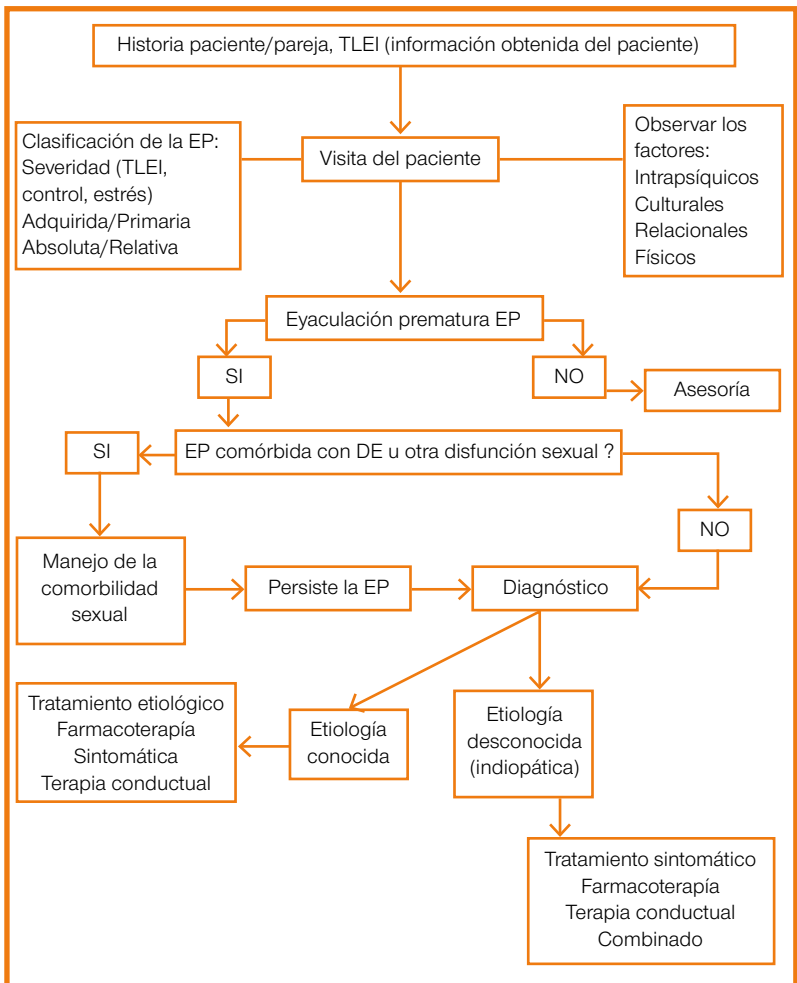 Historia paciente/pareja, TLEI (información obtenida del paciente)
Clasificación de la EP:
Severidad (TLEI,
control, estrés)
Adquirida/Primaria
Absoluta/Relativa
Visita del paciente
Observar los
factores:
Intrapsíquicos
Culturales
Relacionales
Físicos
Eyaculación prematura EP
SI
NO
Asesoría
SI
EP comórbida con DE u otra disfunción sexual ?
NO
Manejo de la
comorbilidad
sexual
Persiste la EP
Diagnóstico
Tratamiento etiológico
Farmacoterapía
Sintomática
Terapia conductual
Etiología
conocida
Etiología
desconocida
(indiopática)
Tratamiento sintomático
Farmacoterapía
Terapia conductual
Combinado